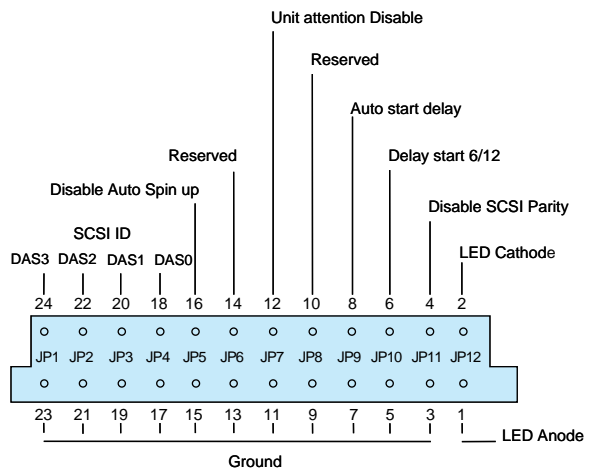 Unit attention Disable
Reserved
Auto start delay
Reserved
Delay start 6/12
Disable Auto Spin up
Disable SCSI Parity
SCSI ID
LED Cathode
DAS3 DAS2 DAS1 DAS0
24 22 20 18 16 14 12 10 8 6 4 2
JP1 JP2 JP3 JP4 JP5 JP6 JP7 JP8 JP9 JP10 JP11 JP12
23 21 19 17 15 13 11 9 7 5 3 1
LED Anode
Ground